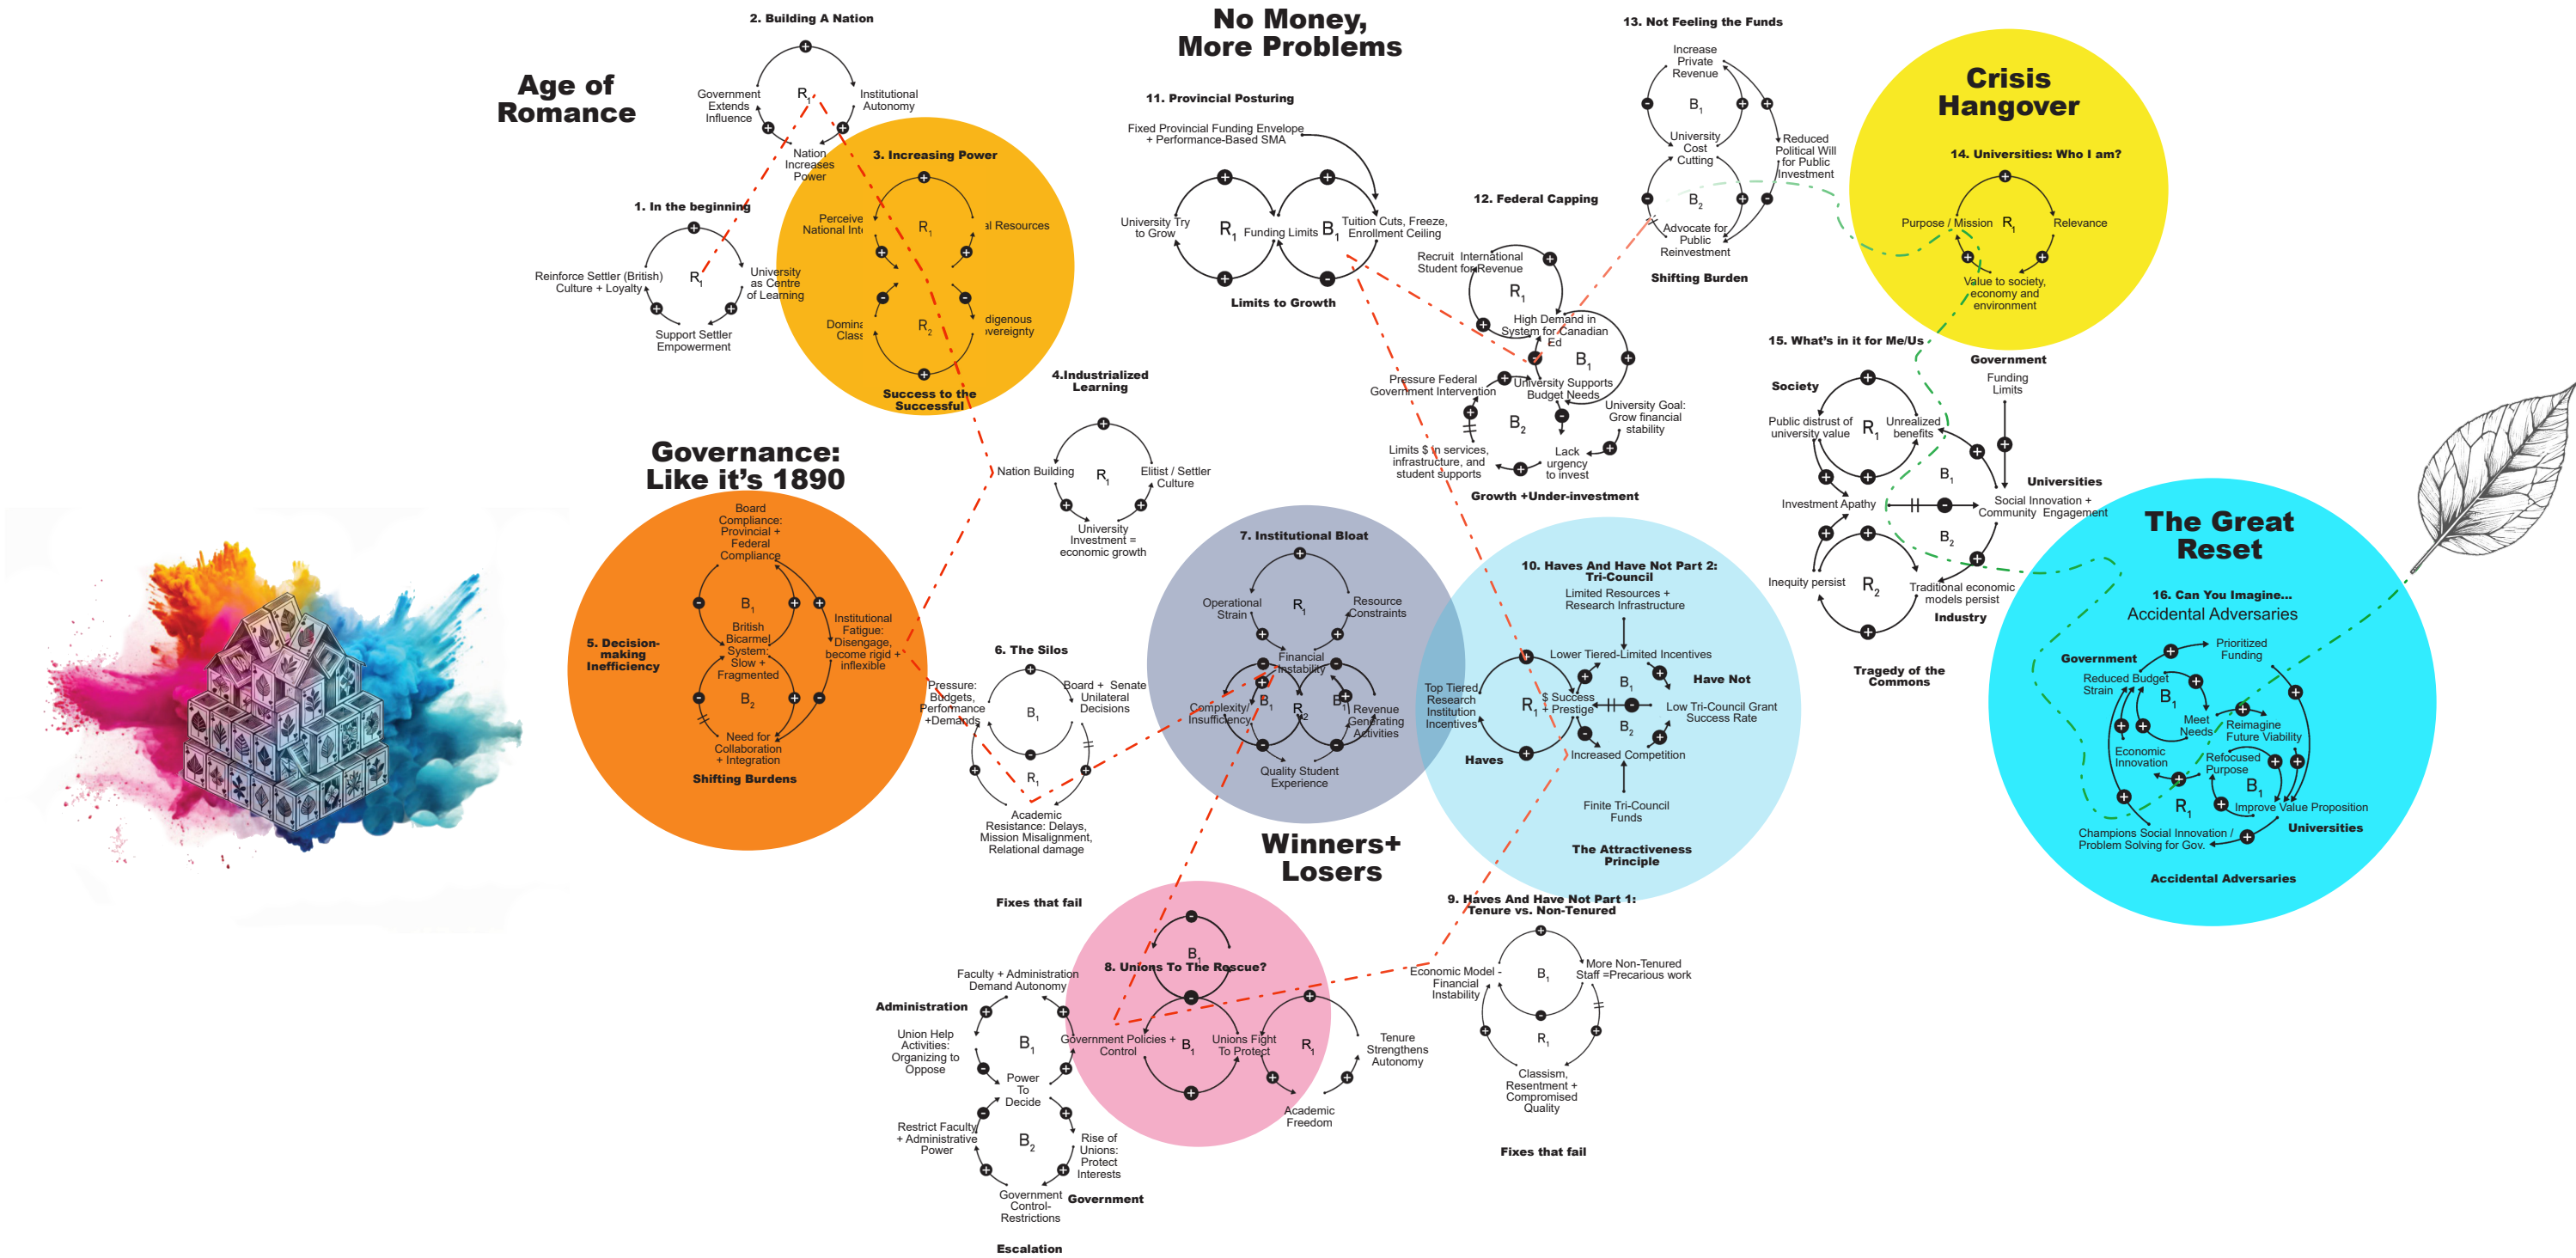 Age of
Romance
2. Building A Nation
Government
Extends
Influence
R1
Institutional
Autonomy
Nation
Increases
Power
1. In the beginning
Reinforce Settler (British)
Culture + Loyalty
R1
University
as Centre
of Learning
Support Settler
Empowerment
3. Increasing Power
Perceive
National Inte
R1
al Resources
Domina
Class
R2
digenous
vereignty
Success to the
Successful
4.Industrialized
Learning
Nation Building
R1
Elitist / Settler
Culture
University
Investment =
economic growth
Governance:
Like it's 1890
Board
Compliance:
Provincial +
Federal
Compliance
B1
5. Decision-
making
Inefficiency
British
Bicarmel
System:
Slow +
Fragmented
Institutional
Fatigue:
Disengage,
become rigid +
inflexible
B2
Need for
Collaboration
+ Integration
Shifting Burdens
6. The Silos
Pressure:
Budgets,
Performance
+Demands
B1
Board + Senate
Unilateral
Decisions
R1
Academic
Resistance: Delays,
Mission Misalignment,
Relational damage
Fixes that fail
7. Institutional Bloat
Operational
Strain
R1
Resource
Constraints
Financial
Instability
Complexity/
Insufficiency
B1
R2
B1
Revenue
Generating
Activities
Quality Student
Experience
Winners+
Losers
8. Unions To The Rescue?
B1
Faculty + Administration
Demand Autonomy
Administration
Union Help
Activities:
Organizing to
Oppose
B1
Power
To
Decide
Restrict Faculty
+ Administrative
Power
B2
Rise of
Unions:
Protect
Interests
Government
Control-
Restrictions
Government
Escalation
Government Policies +
Control
B1
Unions Fight
To Protect
R1
Tenure
Strengthens
Autonomy
Academic
Freedom
9. Haves And Have Not Part 1:
Tenure vs. Non-Tenured
Economic Model -
Financial
Instability
B1
More Non-Tenured
Staff =Precarious work
R1
Classism,
Resentment +
Compromised
Quality
Fixes that fail
10. Haves And Have Not Part 2:
Tri-Council
Limited Resources +
Research Infrastructure
Lower Tiered-Limited Incentives
Top Tiered
Research
Institution
Incentives
R1
$ Success
+ Prestige
B1
Have Not
Low Tri-Council Grant
Success Rate
B2
Increased Competition
Haves
Finite Tri-Council
Funds
The Attractiveness
Principle
No Money,
More Problems
11. Provincial Posturing
Fixed Provincial Funding Envelope
+ Performance-Based SMA
University Try
to Grow
R1
Funding Limits
B1
Tuition Cuts, Freeze,
Enrollment Ceiling
Limits to Growth
12. Federal Capping
Recruit International
Student for Revenue
R1
High Demand in
System for Canadian
Ed
B1
Pressure Federal
Government Intervention
University Supports
Budget Needs
B2
University Goal:
Grow financial
stability
Limits $ in services,
infrastructure, and
student supports
Lack
urgency
to invest
Growth +Under-investment
13. Not Feeling the Funds
Increase
Private
Revenue
B1
University
Cost
Cutting
Reduced
Political Will
for Public
Investment
B2
Advocate for
Public
Reinvestment
Shifting Burden
Crisis
Hangover
14. Universities: Who I am?
Purpose / Mission
R1
Relevance
Value to society,
economy and
environment
15. What's in it for Me/Us
Government
Funding
Limits
Society
Public distrust of
university value
R1
Unrealized
benefits
B1
Universities
Investment Apathy
Social Innovation +
Community Engagement
B2
Inequity persist
R2
Traditional economic
models persist
Industry
Tragedy of the
Commons
The Great
Reset
16. Can You Imagine...
Accidental Adversaries
Prioritized
Funding
Government
Reduced Budget
Strain
B1
Meet
Needs
Reimagine
Future Viability
Economic
Innovation
Refocused
Purpose
B1
R1
Improve Value Proposition
Universities
Champions Social Innovation /
Problem Solving for Gov.
Accidental Adversaries